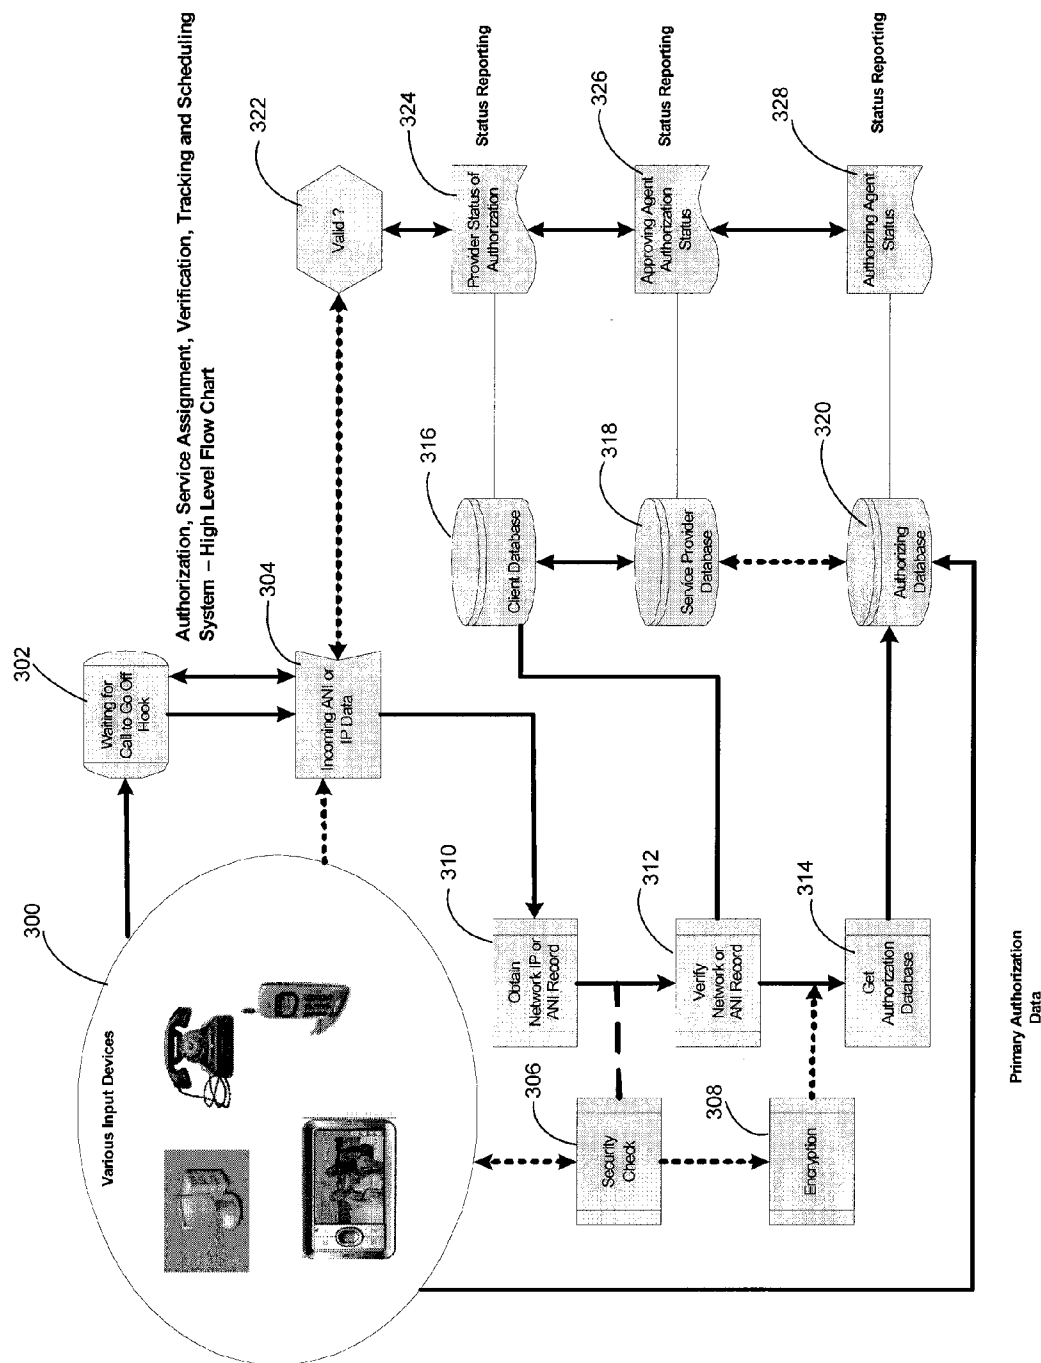 Authorization, Service Assignment, Verification, Tracking and Scheduling
System – High Level Flow Chart
300
Various Input Devices
302
Waiting for
Call to Go Off
Hook
304
Incoming ANI or
IP Data
322
Valid ?
310
Obtain
Network IP or
ANI Record
316
Client Database
324
Provider Status of
Authorization
Status Reporting
306
Security
Check
312
Verify
Network or
ANI Record
318
Service Provider
Database
326
Approving Agent
Authorization
Status
Status Reporting
308
Encryption
314
Get
Authorization
Database
320
Authorizing
Database
328
Authorizing Agent
Status
Status Reporting
Primary Authorization
Data